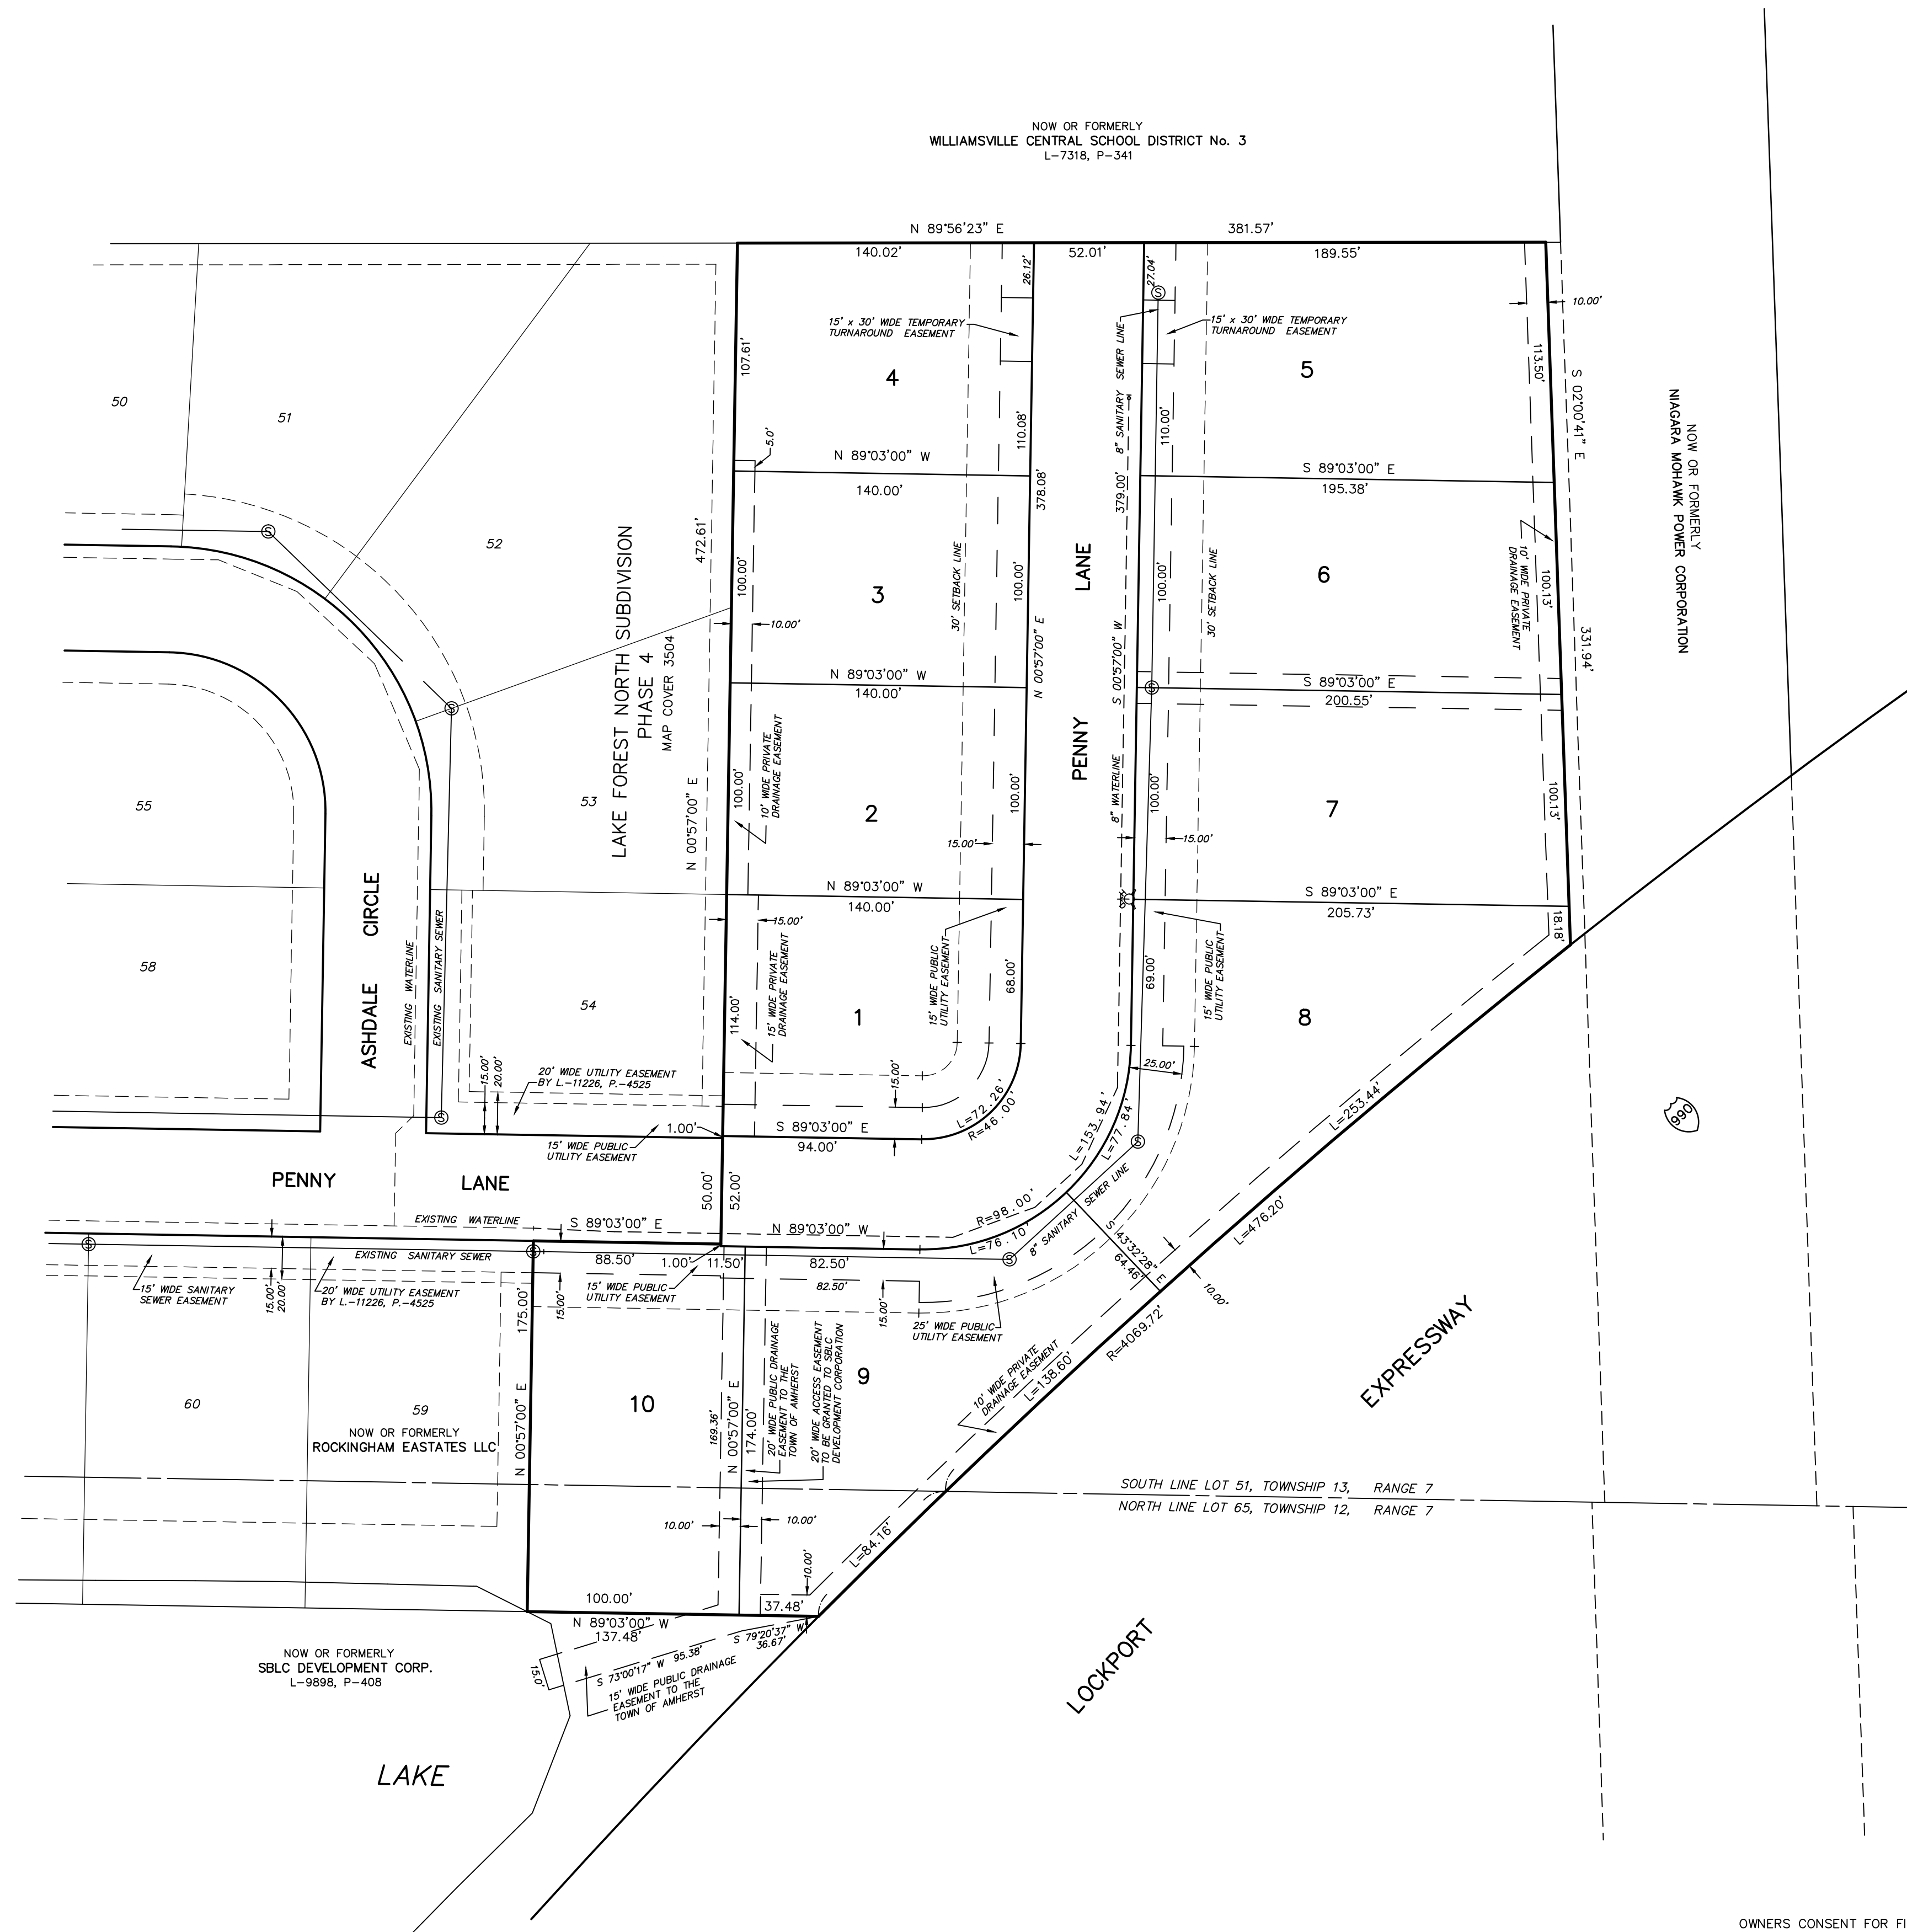 NOW OR FORMERLY
WILLIAMSVILLE CENTRAL SCHOOL DISTRICT No. 3
L-7318, P-341
N 89°56'23" E
381.57'
140.02'
52.01'
189.55'
26.12'
27.04'
10.00'
15' x 30' WIDE TEMPORARY
TURNAROUND EASEMENT
15' x 30' WIDE TEMPORARY
TURNAROUND EASEMENT
107.61'
4
5
113.50'
S 02°00'41" E
331.94'
NOW OR FORMERLY
NIAGARA MOHAWK POWER CORPORATION
50
51
52
5.0'
110.08'
378.08'
8" SANITARY SEWER LINE
110.00'
379.00'
N 89°03'00" W
140.00'
S 89°03'00" E
195.38'
S
S
LAKE FOREST NORTH SUBDIVISION
PHASE 4
MAP COVER 3504
472.61'
N 00°57'00" E
100.00'
3
10.00'
30' SETBACK LINE
100.00'
N 00°57'00" E
PENNY LANE
S 00°57'00" W
100.00'
30' SETBACK LINE
6
10' WIDE PRIVATE
DRAINAGE EASEMENT
100.13'
N 89°03'00" W
140.00'
S
S 89°03'00" E
200.55'
S
55
53
100.00'
10' WIDE PRIVATE
DRAINAGE EASEMENT
2
15.00'
100.00'
8" WATERLINE
100.00'
15.00'
7
100.13'
N 89°03'00" W
140.00'
S 89°03'00" E
205.73'
18.18'
ASHDALE CIRCLE
EXISTING WATERLINE
EXISTING SANITARY SEWER
58
54
114.00'
15.00'
15' WIDE PRIVATE
DRAINAGE EASEMENT
1
15' WIDE PUBLIC
UTILITY EASEMENT
68.00'
69.00'
15' WIDE PUBLIC
UTILITY EASEMENT
8
25.00'
15.00'
20.00'
20' WIDE UTILITY EASEMENT
BY L.-11226, P.-4525
15.00'
L=72.26'
R=46.00'
L=153.94'
L=77.84'
L=253.44'
990
S
S
15' WIDE PUBLIC
UTILITY EASEMENT
1.00'
S 89°03'00" E
94.00'
PENNY LANE
50.00'
52.00'
R=98.00'
L=76.10'
8" SANITARY SEWER LINE
S 43°32'28" E
64.46'
L=476.20'
10.00'
R=4069.72'
EXISTING WATERLINE
S 89°03'00" E
N 89°03'00" W
S
EXISTING SANITARY SEWER
S
88.50'
1.00'
11.50'
82.50'
82.50'
S
15' WIDE SANITARY
SEWER EASEMENT
15.00'
20.00'
20' WIDE UTILITY EASEMENT
BY L.-11226, P.-4525
175.00'
15.00'
15' WIDE PUBLIC
UTILITY EASEMENT
15.00'
25' WIDE PUBLIC
UTILITY EASEMENT
60
59
NOW OR FORMERLY
ROCKINGHAM EASTATES LLC
N 00°57'00" E
10
169.36'
N 00°57'00" E
174.00'
20' WIDE PUBLIC DRAINAGE
EASEMENT TO THE
TOWN OF AMHERST
20' WIDE ACCESS EASEMENT
TO BE GRANTED TO SBLC
DEVELOPMENT CORPORATION
9
10' WIDE PRIVATE
DRAINAGE EASEMENT
L=138.60'
LOCKPORT EXPRESSWAY
SOUTH LINE LOT 51, TOWNSHIP 13, RANGE 7
NORTH LINE LOT 65, TOWNSHIP 12, RANGE 7
10.00'
10.00'
10.00'
L=84.16'
100.00'
37.48'
N 89°03'00" W
137.48'
S 79°20'37" W
36.67'
S 73°00'17" W 95.38'
15.0'
15' WIDE PUBLIC DRAINAGE
EASEMENT TO THE
TOWN OF AMHERST
NOW OR FORMERLY
SBLC DEVELOPMENT CORP.
L-9898, P-408
LAKE
OWNERS CONSENT FOR FI